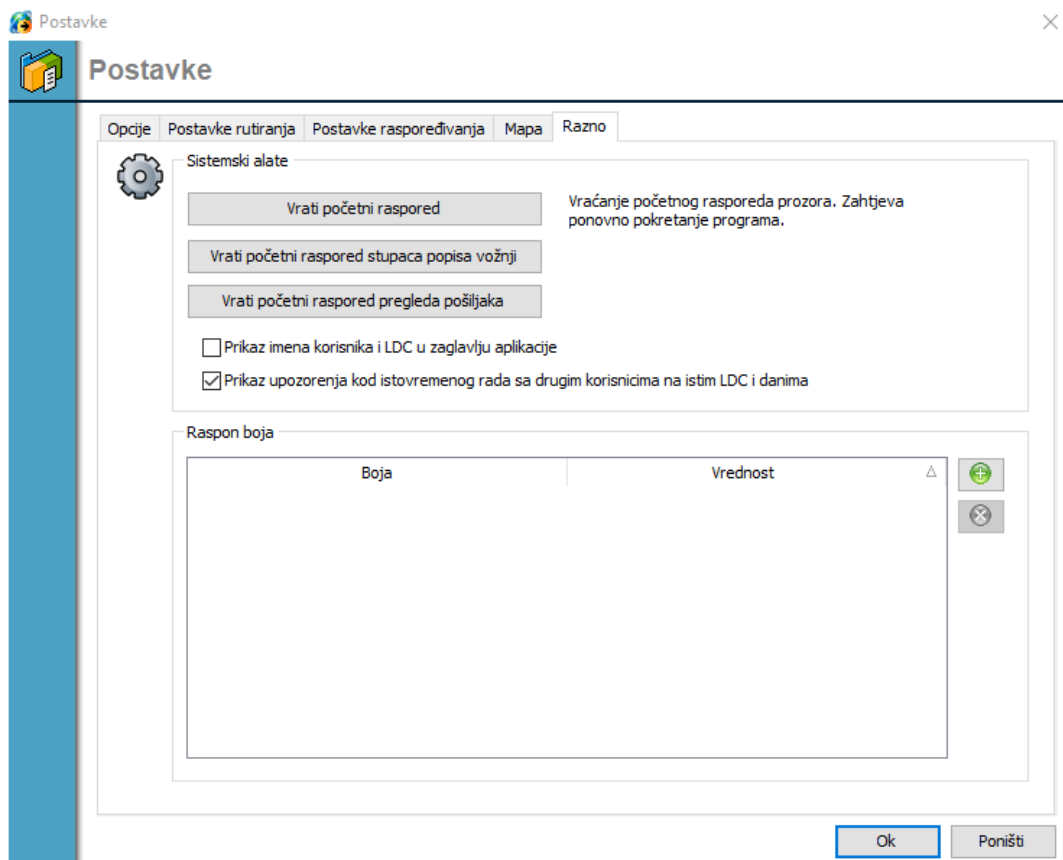 Postavke
Postavke
Opcije
Postavke rutiranja
Postavke raspoređivanja
Mapa
Razno
Sistemski alate
Vrati početni raspored
Vraćanje početnog rasporeda prozora. Zahtjeva
ponovno pokretanje programa.
Vrati početni raspored stupaca popisa vožnji
Vrati početni raspored pregleda pošiljaka
Prikaz imena korisnika i LDC u zaglavlju aplikacije
Prikaz upozorenja kod istovremenog rada sa drugim korisnicima na istim LDC i danima
Raspon boja
Boja
Vrednost
Ok
Poništi